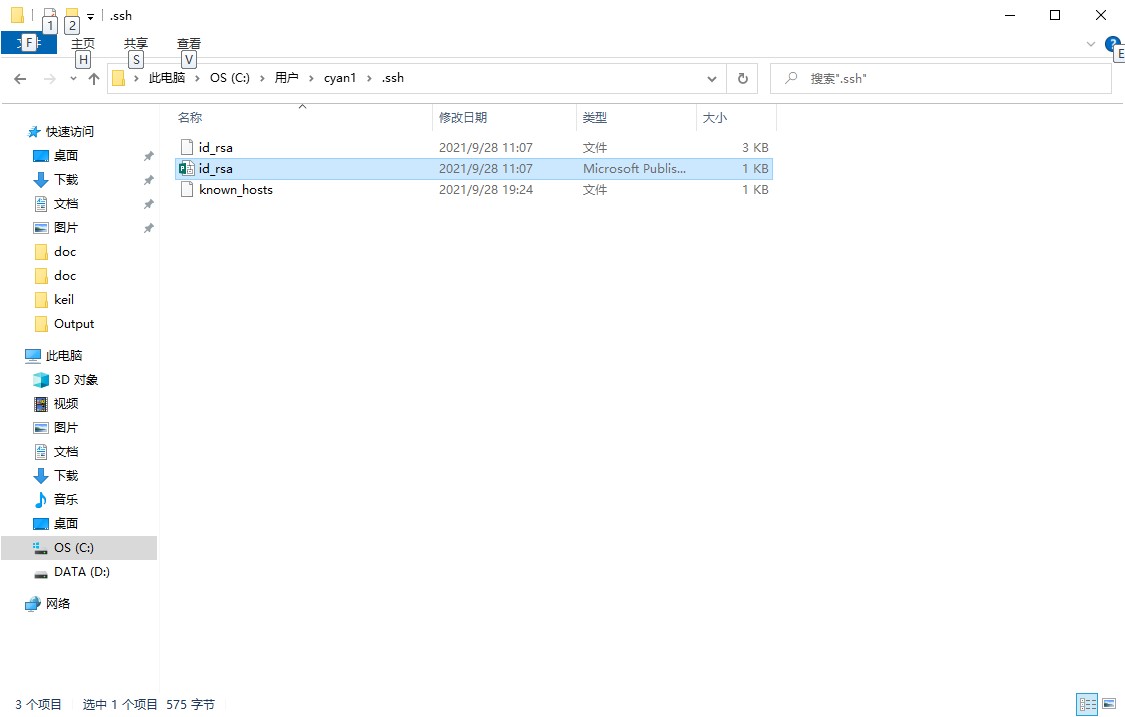 .ssh
1
2
文件
F
主页
共享
查看
H
S
V
E
此电脑 OS (C:) 用户 cyan1 .ssh
搜索".ssh"
名称 修改日期 类型 大小
id_rsa 2021/9/28 11:07 文件 3 KB
id_rsa 2021/9/28 11:07 Microsoft Publis... 1 KB
known_hosts 2021/9/28 19:24 文件 1 KB
快速访问
桌面
下载
文档
图片
doc
doc
keil
Output
此电脑
3D 对象
视频
图片
文档
下载
音乐
桌面
OS (C:)
DATA (D:)
网络
3 个项目 选中 1 个项目 575 字节